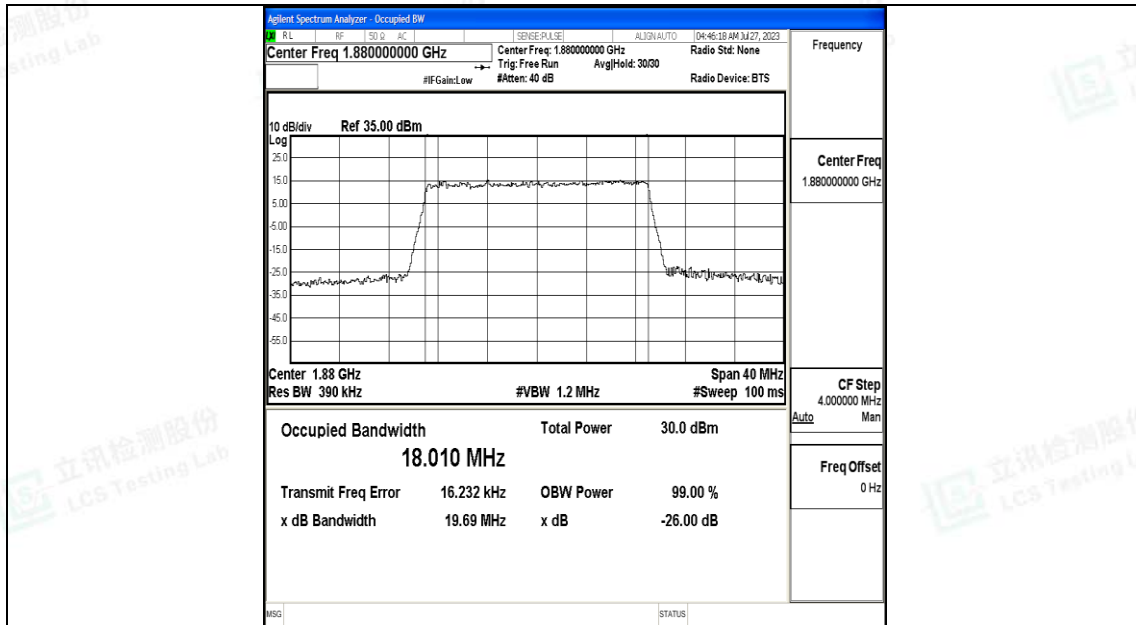 Agilent Spectrum Analyzer - Occupied BW
RL RF 50 Ω AC SENSE:PULSE ALIGNAUTO 04:46:18 AM Jul 27, 2023
Center Freq 1.880000000 GHz
Center Freq: 1.880000000 GHz Radio Std: None
Trig: Free Run Avg|Hold: 30/30
#IFGain:Low #Atten: 40 dB Radio Device: BTS
Frequency
10 dB/div Ref 35.00 dBm
Log
25.0
15.0
5.00
-5.00
-15.0
-25.0
-35.0
-45.0
-55.0
Center 1.88 GHz Span 40 MHz
Res BW 390 kHz #VBW 1.2 MHz #Sweep 100 ms
Center Freq
1.880000000 GHz
CF Step
4.000000 MHz
Auto Man
Freq Offset
0 Hz
Occupied Bandwidth Total Power 30.0 dBm
18.010 MHz
Transmit Freq Error 16.232 kHz OBW Power 99.00 %
x dB Bandwidth 19.69 MHz x dB -26.00 dB
MSG STATUS
立讯检测股份
LCS Testing Lab